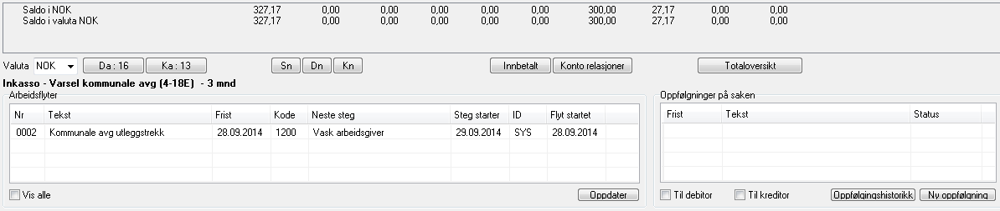 Saldo i NOK 327,17 0,00 0,00 0,00 0,00 0,00 300,00 27,17 0,00 0,00
Saldo i valuta NOK 327,17 0,00 0,00 0,00 0,00 0,00 300,00 27,17 0,00 0,00
Valuta NOK Da : 16 Ka : 13 Sn Dn Kn Innbetalt Konto relasjoner Totaloversikt
Inkasso - Varsel kommunale avg (4-18E) - 3 mnd
Arbeidsflyter
Nr Tekst Frist Kode Neste steg Steg starter ID Flyt startet
0002 Kommunale avg utleggstrekk 28.09.2014 1200 Vask arbeidsgiver 29.09.2014 SYS 28.09.2014
Vis alle Oppdater
Oppfølgninger på saken
Frist Tekst Status
Til debitor Til kreditor Oppfølgingshistorikk Ny oppfølgning